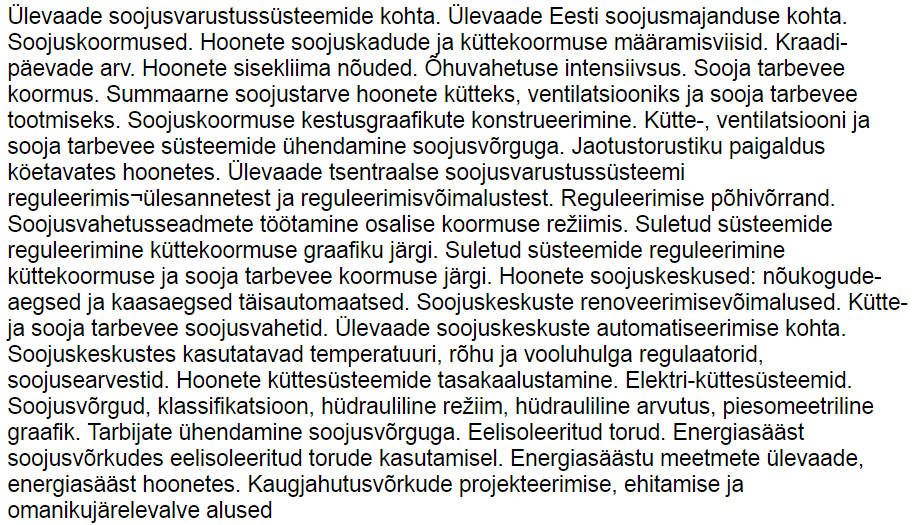 Ülevaade soojusvarustussüsteemide kohta. Ülevaade Eesti soojusmajanduse kohta.
Soojuskoormused. Hoonete soojuskadude ja küttekoormuse määramisviisid. Kraadi-
päevade arv. Hoonete sisekliima nõuded. Õhuvahetuse intensiivsus. Sooja tarbevee
koormus. Summaarne soojustarve hoonete kütteks, ventilatsiooniks ja sooja tarbevee
tootmiseks. Soojuskoormuse kestusgraafikute konstrueerimine. Kütte-, ventilatsiooni ja
sooja tarbevee süsteemide ühendamine soojusvõrguga. Jaotustorustiku paigaldus
köetavates hoonetes. Ülevaade tsentraalse soojusvarustussüsteemi
reguleerimis¬ülesannetest ja reguleerimisvõimalustest. Reguleerimise põhivõrrand.
Soojusvahetusseadmete töötamine osalise koormuse režiimis. Suletud süsteemide
reguleerimine küttekoormuse graafiku järgi. Suletud süsteemide reguleerimine
küttekoormuse ja sooja tarbevee koormuse järgi. Hoonete soojuskeskused: nõukogude-
aegsed ja kaasaegsed täisautomaatsed. Soojuskeskuste renoveerimisevõimalused. Kütte-
ja sooja tarbevee soojusvahetid. Ülevaade soojuskeskuste automatiseerimise kohta.
Soojuskeskustes kasutatavad temperatuuri, rõhu ja vooluhulga regulaatorid,
soojusearvestid. Hoonete küttesüsteemide tasakaalustamine. Elektri-küttesüsteemid.
Soojusvõrgud, klassifikatsioon, hüdrauliline režiim, hüdrauliline arvutus, piesomeetriline
graafik. Tarbijate ühendamine soojusvõrguga. Eelisoleeritud torud. Energiasääst
soojusvõrkudes eelisoleeritud torude kasutamisel. Energiasäästu meetmete ülevaade,
energiasääst hoonetes. Kaugjahutusvõrkude projekteerimise, ehitamise ja
omanikujärelevalve alused